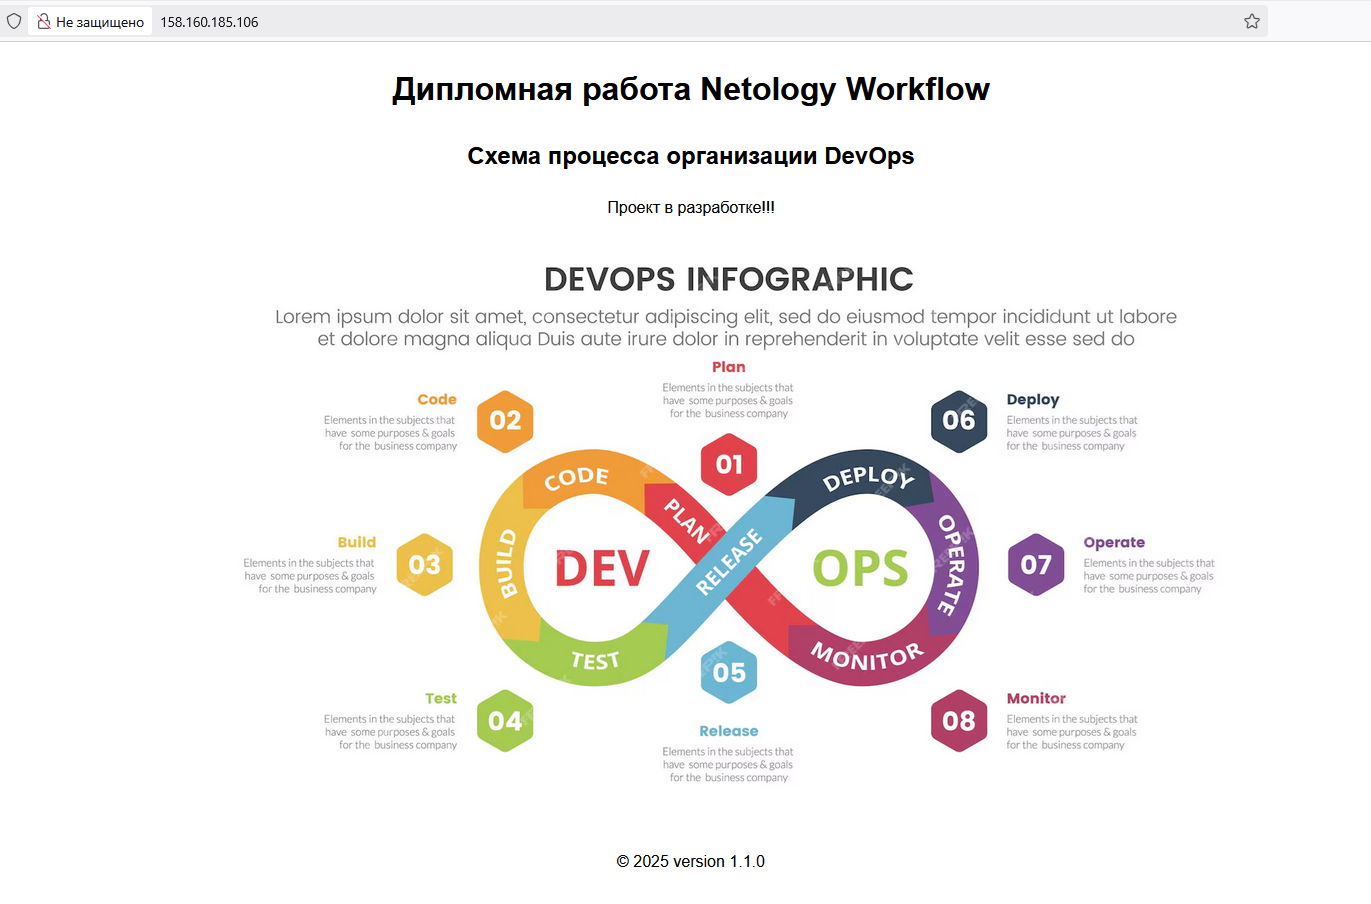 Не защищено 158.160.185.106
Дипломная работа Netology Workflow
Схема процесса организации DevOps
Проект в разработке!!!
DEVOPS INFOGRAPHIC
Lorem ipsum dolor sit amet, consectetur adipiscing elit, sed do eiusmod tempor incididunt ut labore
et dolore magna aliqua Duis aute irure dolor in reprehenderit in voluptate velit esse sed do
Plan
Elements in the subjects that
have some purposes & goals
for the business company
01
Code
Elements in the subjects that
have some purposes & goals
for the business company
02
06
Deploy
Elements in the subjects that
have some purposes & goals
for the business company
CODE
PLAN
DEPLOY
BUILD
DEV
RELEASE
OPS
OPERATE
TEST
MONITOR
Build
Elements in the subjects that
have some purposes & goals
for the business company
03
07
Operate
Elements in the subjects that
have some purposes & goals
for the business company
Test
Elements in the subjects that
have some purposes & goals
for the business company
04
05
Release
Elements in the subjects that
have some purposes & goals
for the business company
08
Monitor
Elements in the subjects that
have some purposes & goals
for the business company
© 2025 version 1.1.0